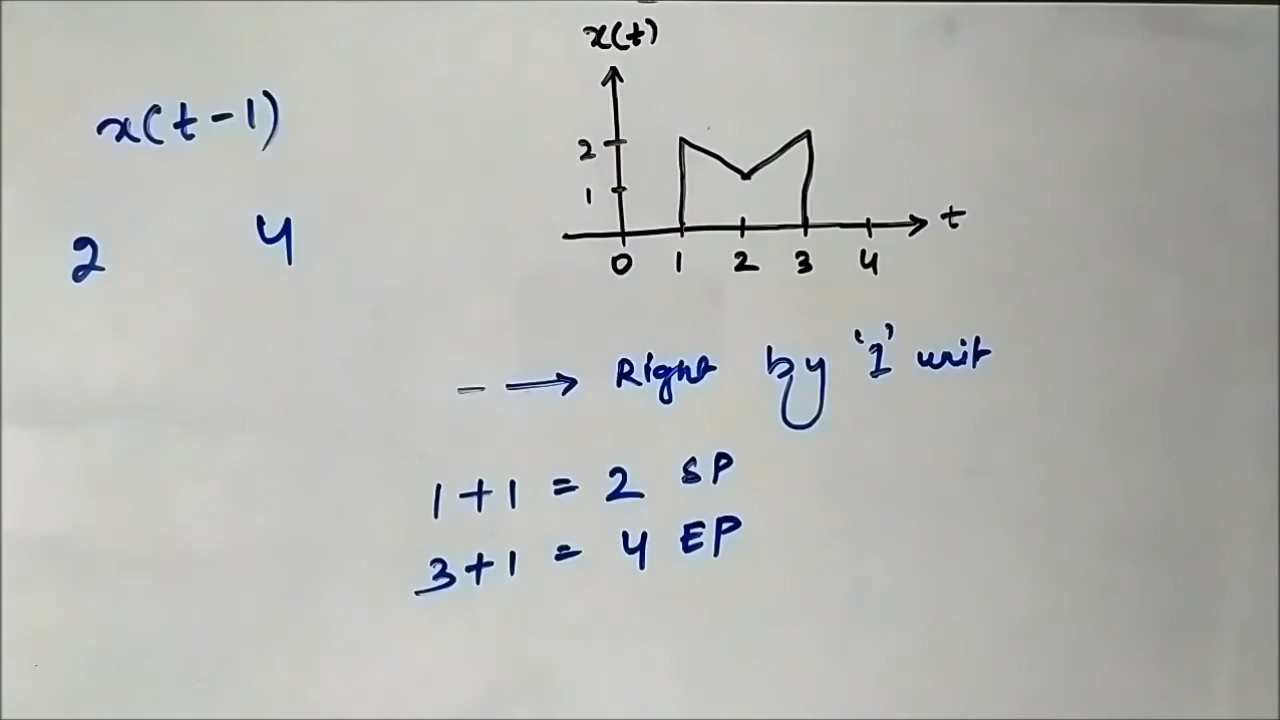 x(t)
x(t-1)
2
1
t
0 1 2 3 4
2 4
- → Right by '1' unit
1+1 = 2 SP
3+1 = 4 EP